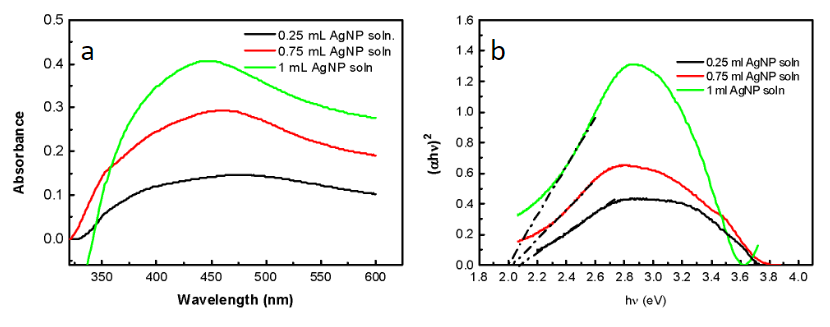 a
0.25 mL AgNP soln.
0.75 mL AgNP soln
1 mL AgNP soln
0.5
0.4
0.3
0.2
0.1
0.0
Absorbance
350 400 450 500 550 600
Wavelength (nm)
b
0.25 ml AgNP soln
0.75 ml AgNP soln
1 ml AgNP soln
1.6
1.4
1.2
1.0
0.8
0.6
0.4
0.2
0.0
(αhν)²
1.8 2.0 2.2 2.4 2.6 2.8 3.0 3.2 3.4 3.6 3.8 4.0
hν (eV)